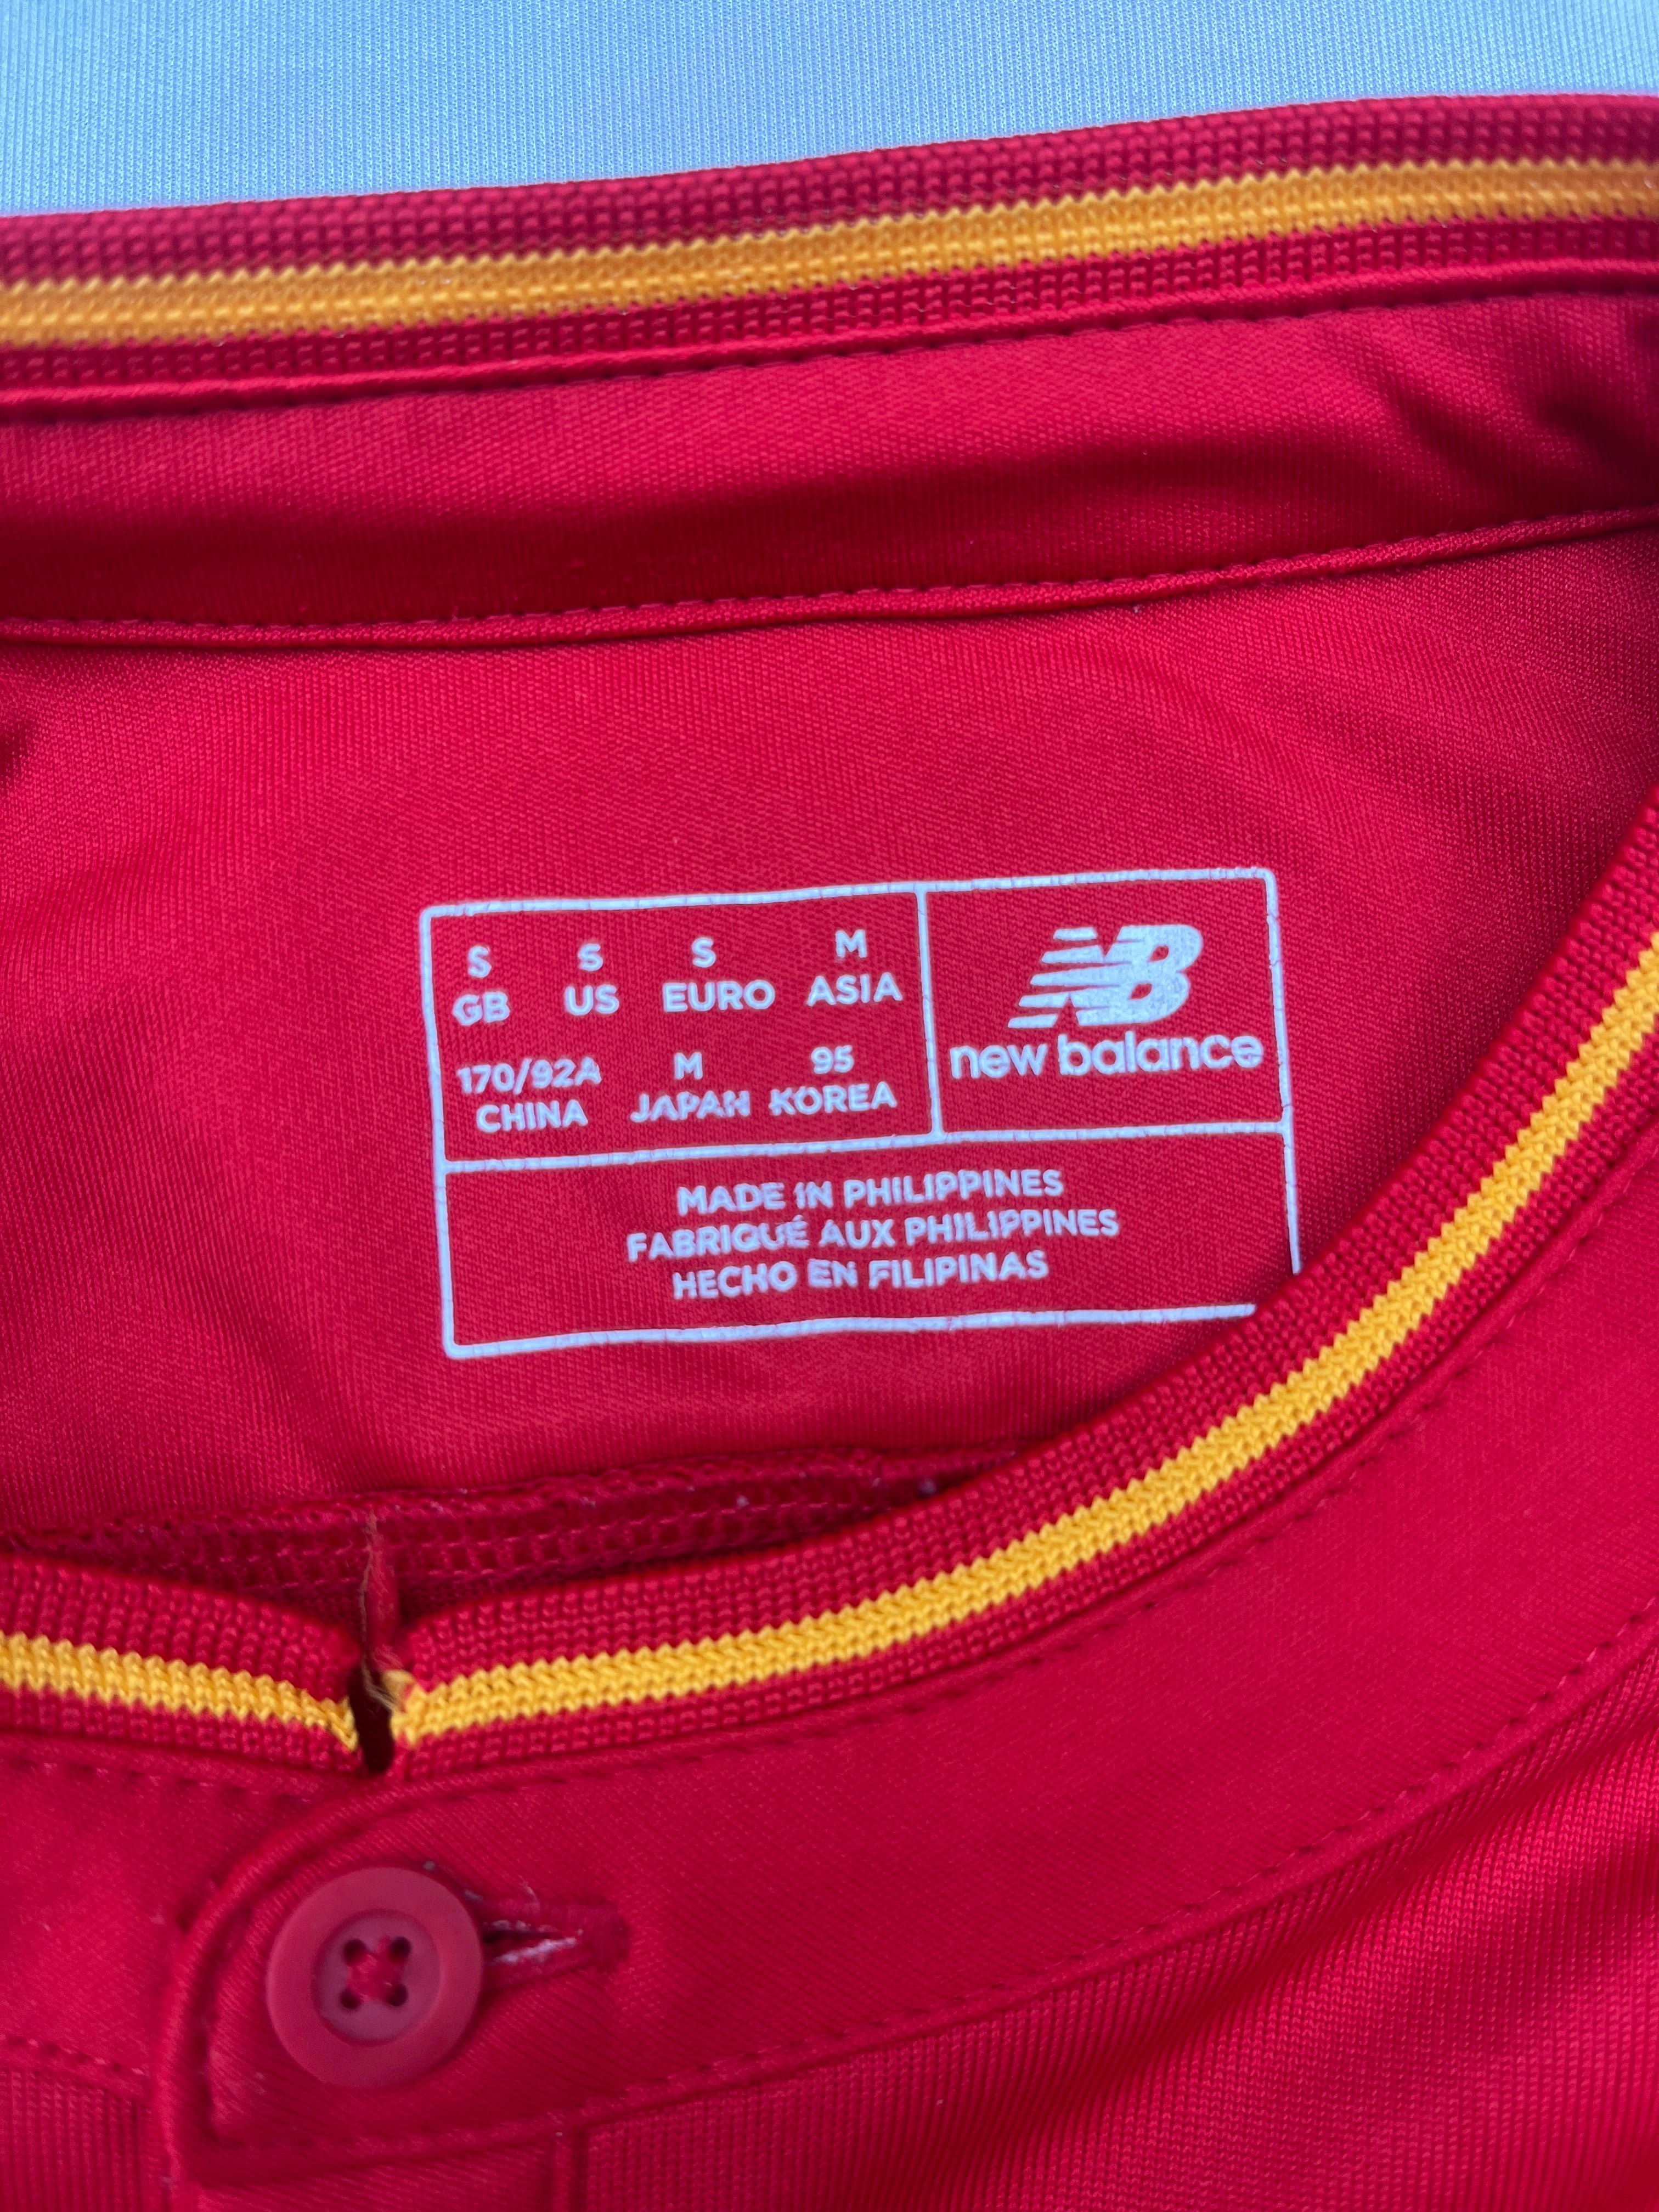 S S S M
GB US EURO ASIA
170/92A M 95
CHINA JAPAN KOREA
NB
new balance
MADE IN PHILIPPINES
FABRIQUÉ AUX PHILIPPINES
HECHO EN FILIPINAS